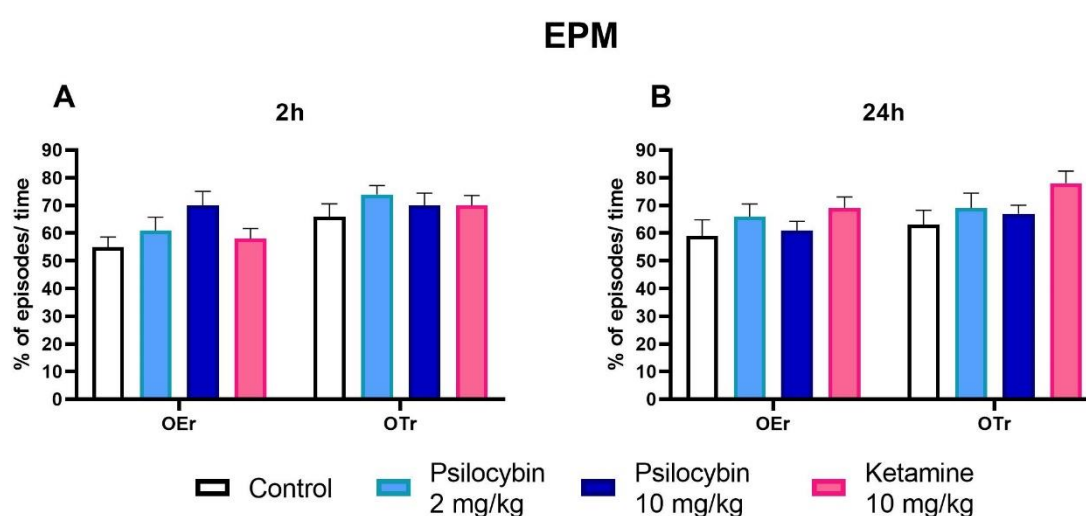 EPM
A
2h
% of episodes/ time
90
80
70
60
50
40
30
20
10
0
OEr
OTr
B
24h
% of episodes/ time
90
80
70
60
50
40
30
20
10
0
OEr
OTr
Control
Psilocybin
2 mg/kg
Psilocybin
10 mg/kg
Ketamine
10 mg/kg